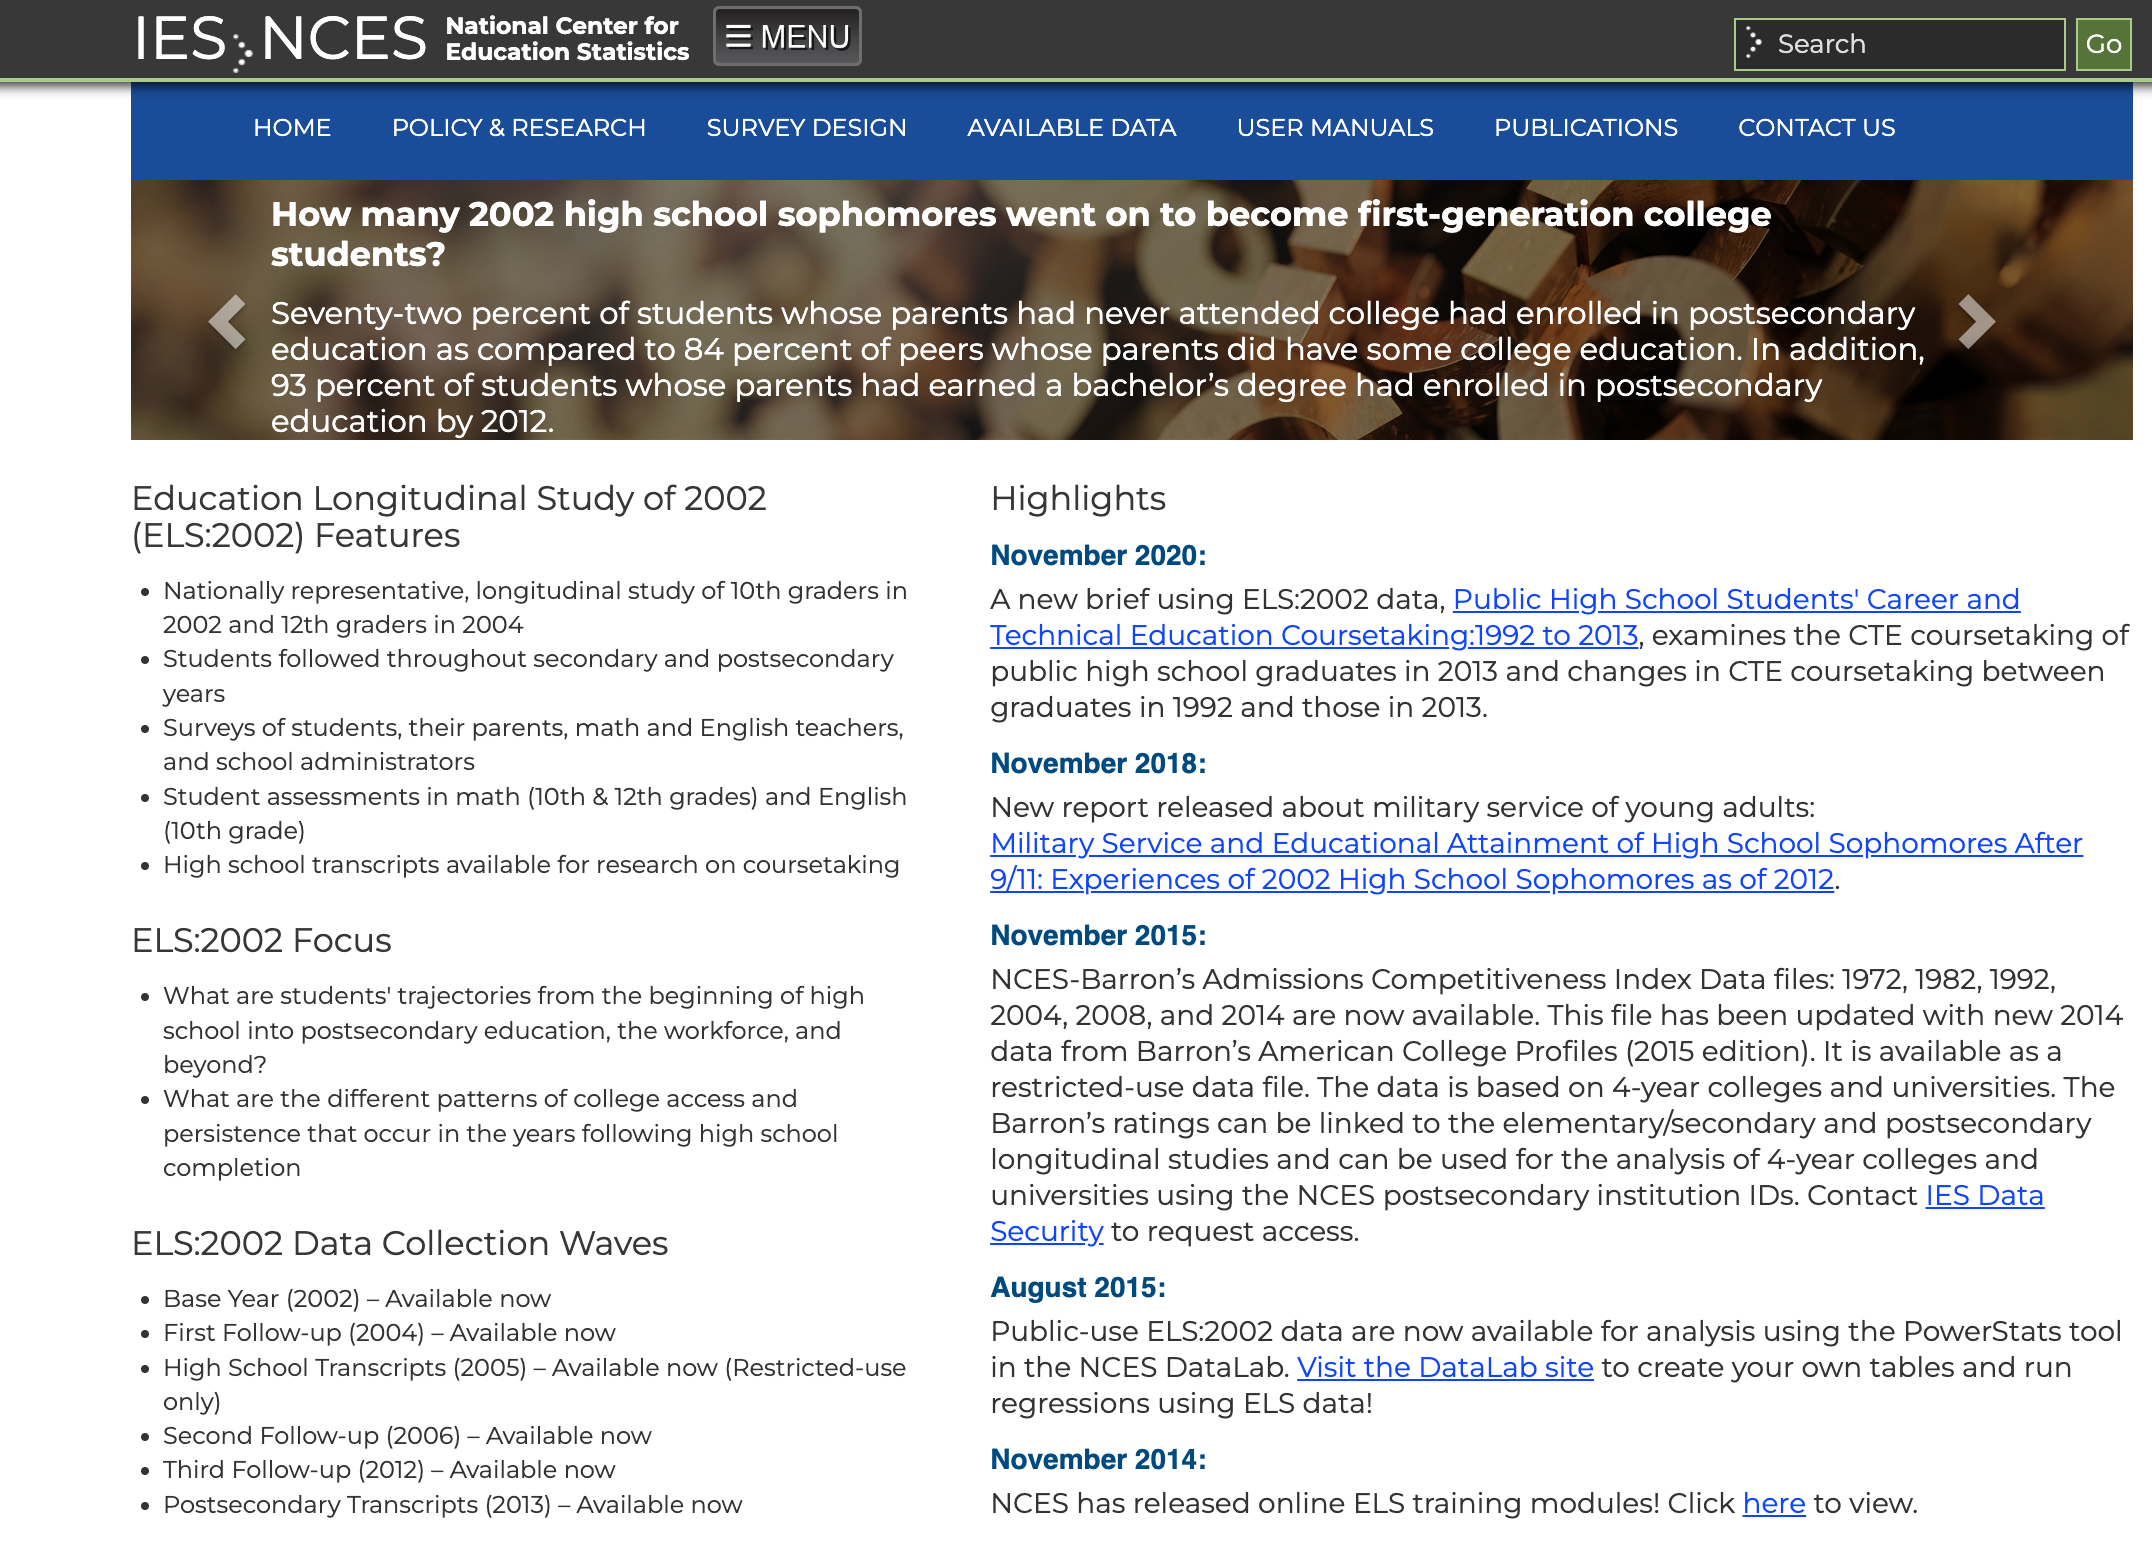 IES NCES National Center for
Education Statistics
☰ MENU
Search
Go
HOME
POLICY & RESEARCH
SURVEY DESIGN
AVAILABLE DATA
USER MANUALS
PUBLICATIONS
CONTACT US
How many 2002 high school sophomores went on to become first-generation college
students?
Seventy-two percent of students whose parents had never attended college had enrolled in postsecondary
education as compared to 84 percent of peers whose parents did have some college education. In addition,
93 percent of students whose parents had earned a bachelor’s degree had enrolled in postsecondary
education by 2012.
Education Longitudinal Study of 2002
(ELS:2002) Features
• Nationally representative, longitudinal study of 10th graders in
2002 and 12th graders in 2004
• Students followed throughout secondary and postsecondary
years
• Surveys of students, their parents, math and English teachers,
and school administrators
• Student assessments in math (10th & 12th grades) and English
(10th grade)
• High school transcripts available for research on coursetaking
ELS:2002 Focus
• What are students' trajectories from the beginning of high
school into postsecondary education, the workforce, and
beyond?
• What are the different patterns of college access and
persistence that occur in the years following high school
completion
ELS:2002 Data Collection Waves
• Base Year (2002) – Available now
• First Follow-up (2004) – Available now
• High School Transcripts (2005) – Available now (Restricted-use
only)
• Second Follow-up (2006) – Available now
• Third Follow-up (2012) – Available now
• Postsecondary Transcripts (2013) – Available now
Highlights
November 2020:
A new brief using ELS:2002 data, Public High School Students' Career and
Technical Education Coursetaking:1992 to 2013, examines the CTE coursetaking of
public high school graduates in 2013 and changes in CTE coursetaking between
graduates in 1992 and those in 2013.
November 2018:
New report released about military service of young adults:
Military Service and Educational Attainment of High School Sophomores After
9/11: Experiences of 2002 High School Sophomores as of 2012.
November 2015:
NCES-Barron’s Admissions Competitiveness Index Data files: 1972, 1982, 1992,
2004, 2008, and 2014 are now available. This file has been updated with new 2014
data from Barron’s American College Profiles (2015 edition). It is available as a
restricted-use data file. The data is based on 4-year colleges and universities. The
Barron’s ratings can be linked to the elementary/secondary and postsecondary
longitudinal studies and can be used for the analysis of 4-year colleges and
universities using the NCES postsecondary institution IDs. Contact IES Data
Security to request access.
August 2015:
Public-use ELS:2002 data are now available for analysis using the PowerStats tool
in the NCES DataLab. Visit the DataLab site to create your own tables and run
regressions using ELS data!
November 2014:
NCES has released online ELS training modules! Click here to view.